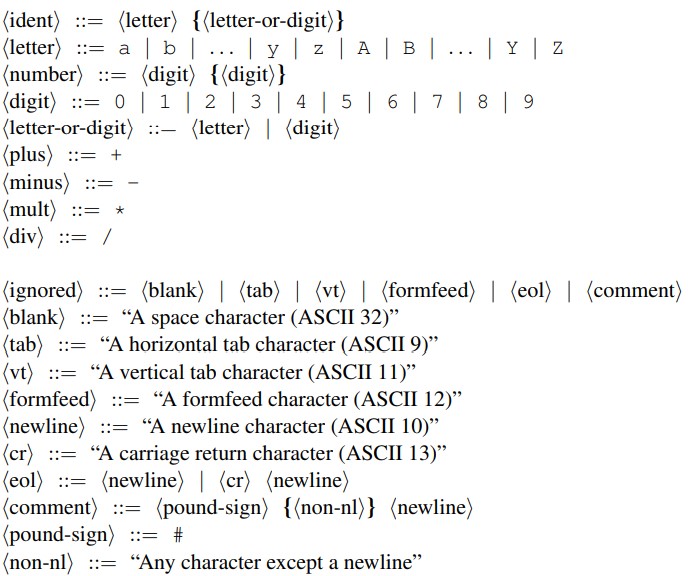 ⟨ident⟩ ::= ⟨letter⟩ {⟨letter-or-digit⟩}
⟨letter⟩ ::= a | b | ... | y | z | A | B | ... | Y | Z
⟨number⟩ ::= ⟨digit⟩ {⟨digit⟩}
⟨digit⟩ ::= 0 | 1 | 2 | 3 | 4 | 5 | 6 | 7 | 8 | 9
⟨letter-or-digit⟩ ::= ⟨letter⟩ | ⟨digit⟩
⟨plus⟩ ::= +
⟨minus⟩ ::= -
⟨mult⟩ ::= *
⟨div⟩ ::= /
⟨ignored⟩ ::= ⟨blank⟩ | ⟨tab⟩ | ⟨vt⟩ | ⟨formfeed⟩ | ⟨eol⟩ | ⟨comment⟩
⟨blank⟩ ::= “A space character (ASCII 32)”
⟨tab⟩ ::= “A horizontal tab character (ASCII 9)”
⟨vt⟩ ::= “A vertical tab character (ASCII 11)”
⟨formfeed⟩ ::= “A formfeed character (ASCII 12)”
⟨newline⟩ ::= “A newline character (ASCII 10)”
⟨cr⟩ ::= “A carriage return character (ASCII 13)”
⟨eol⟩ ::= ⟨newline⟩ | ⟨cr⟩ ⟨newline⟩
⟨comment⟩ ::= ⟨pound-sign⟩ {⟨non-nl⟩} ⟨newline⟩
⟨pound-sign⟩ ::= #
⟨non-nl⟩ ::= “Any character except a newline”